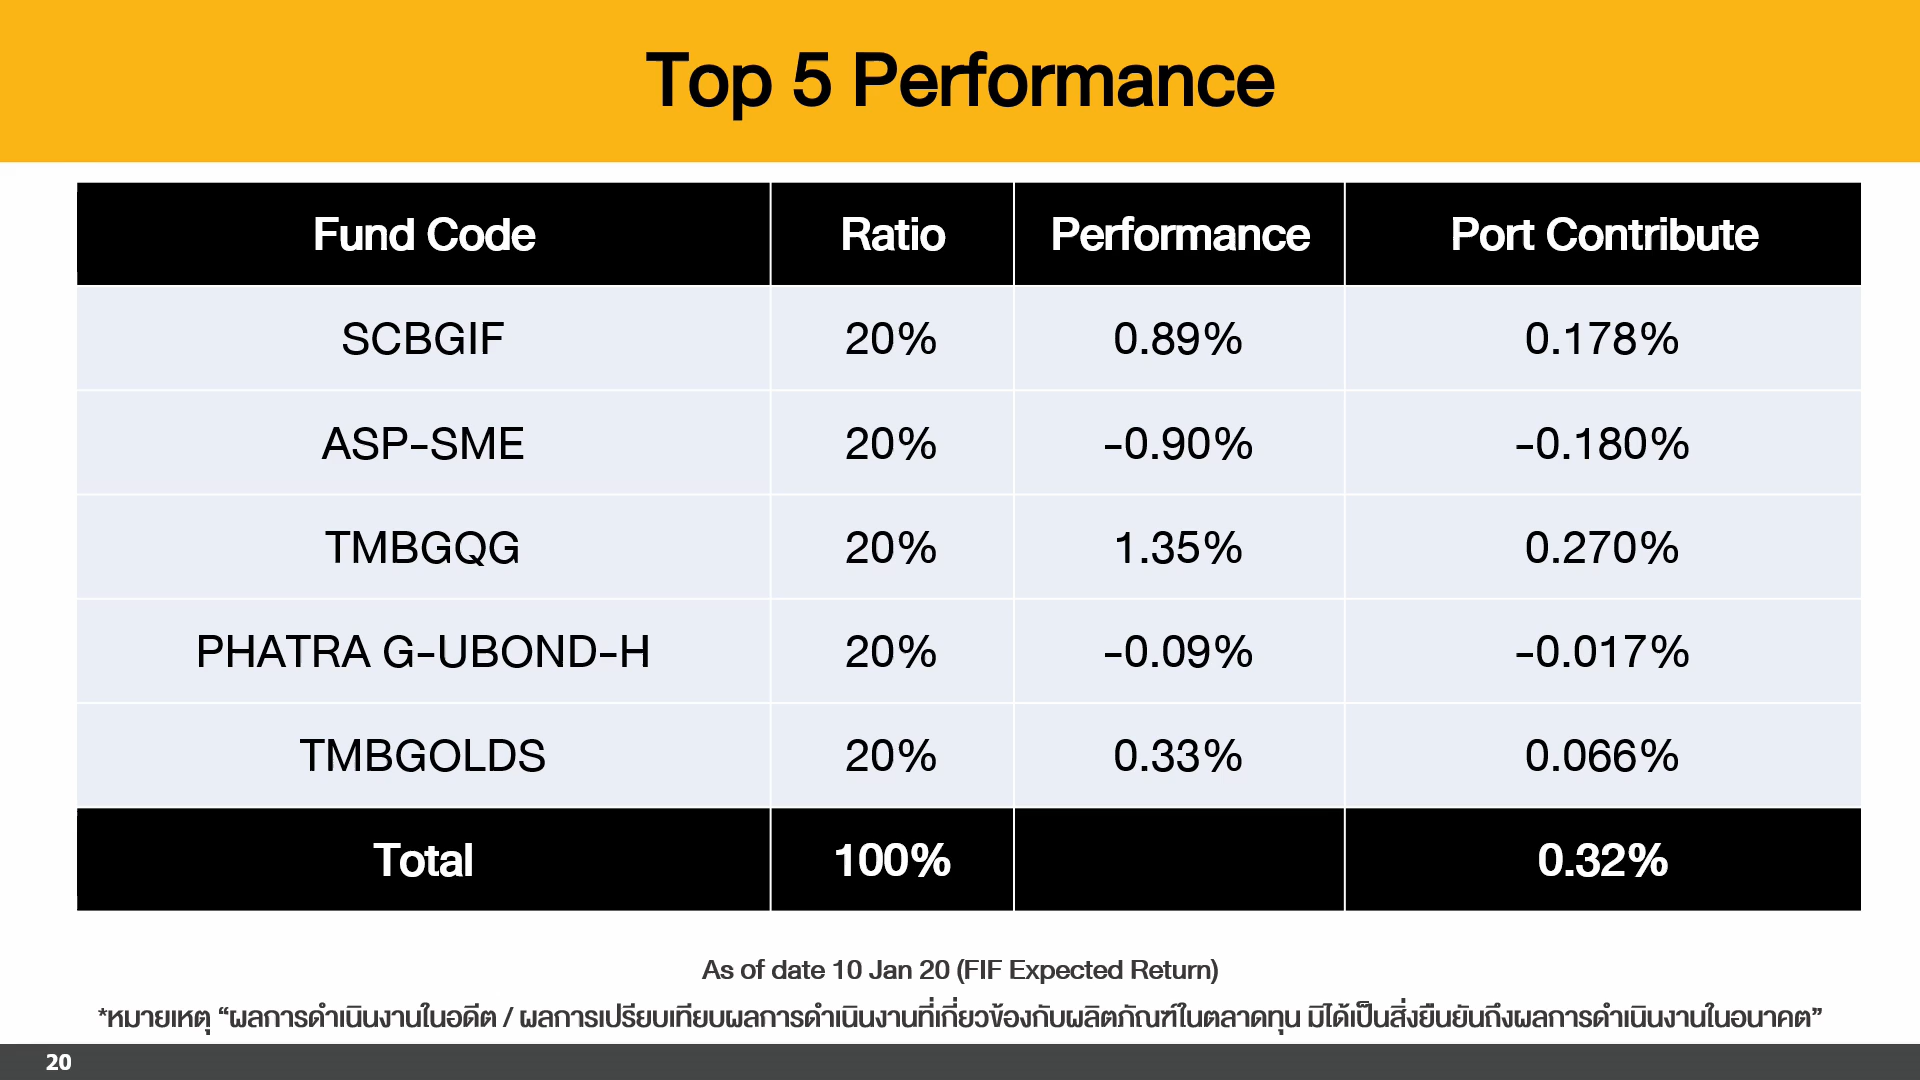 Top 5 Performance
Fund Code Ratio Performance Port Contribute
SCBGIF 20% 0.89% 0.178%
ASP-SME 20% -0.90% -0.180%
TMBGQG 20% 1.35% 0.270%
PHATRA G-UBOND-H 20% -0.09% -0.017%
TMBGOLDS 20% 0.33% 0.066%
Total 100% 0.32%
As of date 10 Jan 20 (FIF Expected Return)
*หมายเหตุ “ผลการดำเนินงานในอดีต / ผลการเปรียบเทียบผลการดำเนินงานที่เกี่ยวข้องกับผลิตภัณฑ์ในตลาดทุน มิได้เป็นสิ่งยืนยันถึงผลการดำเนินงานในอนาคต”
20